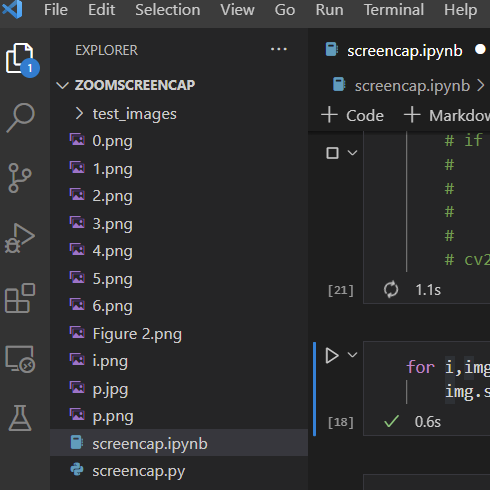 File Edit Selection View Go Run Terminal Help
EXPLORER
ZOOMSCREENCAP
test_images
0.png
1.png
2.png
3.png
4.png
5.png
6.png
Figure 2.png
i.png
p.jpg
p.png
screencap.ipynb
screencap.py
1
screencap.ipynb
screencap.ipynb
Code Markdow
# if
#
#
#
#
# cv2
[21] 1.1s
for i,img
img.s
[18] 0.6s